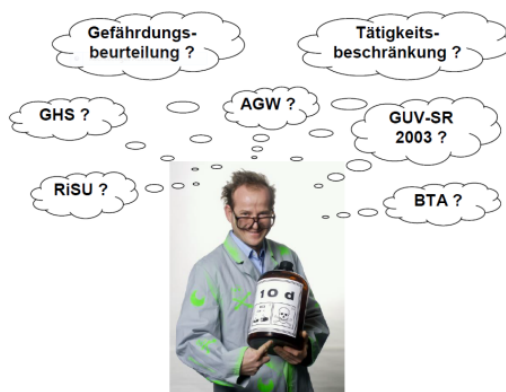 Gefährdungs-
beurteilung ?
Tätigkeits-
beschränkung ?
GHS ?
AGW ?
GUV-SR
2003 ?
RiSU ?
BTA ?
10 d